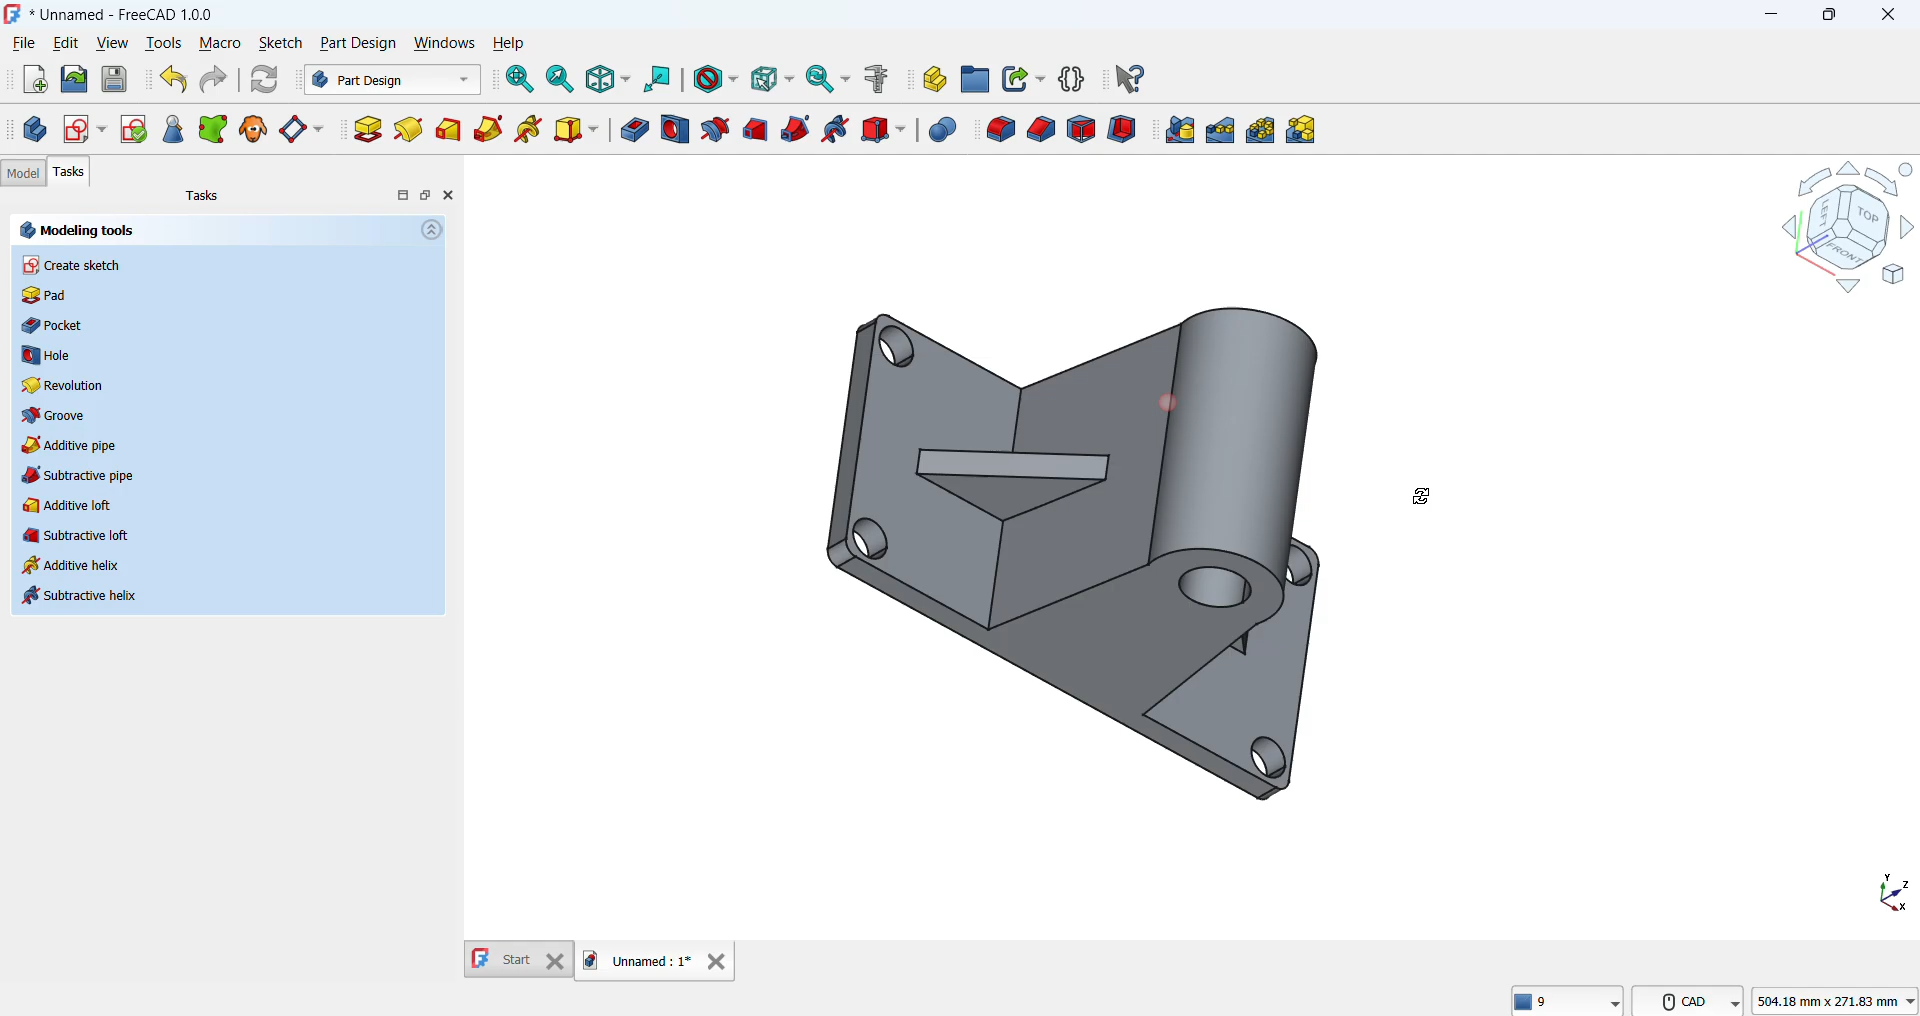 * Unnamed - FreeCAD 1.0.0
File Edit View Tools Macro Sketch Part Design Windows Help
Part Design
Model Tasks
Tasks
Modeling tools
Create sketch
Pad
Pocket
Hole
Revolution
Groove
Additive pipe
Subtractive pipe
Additive loft
Subtractive loft
Additive helix
Subtractive helix
LEFT TOP
FRONT
Y
Z
X
Start
Unnamed : 1*
9
CAD
504.18 mm x 271.83 mm